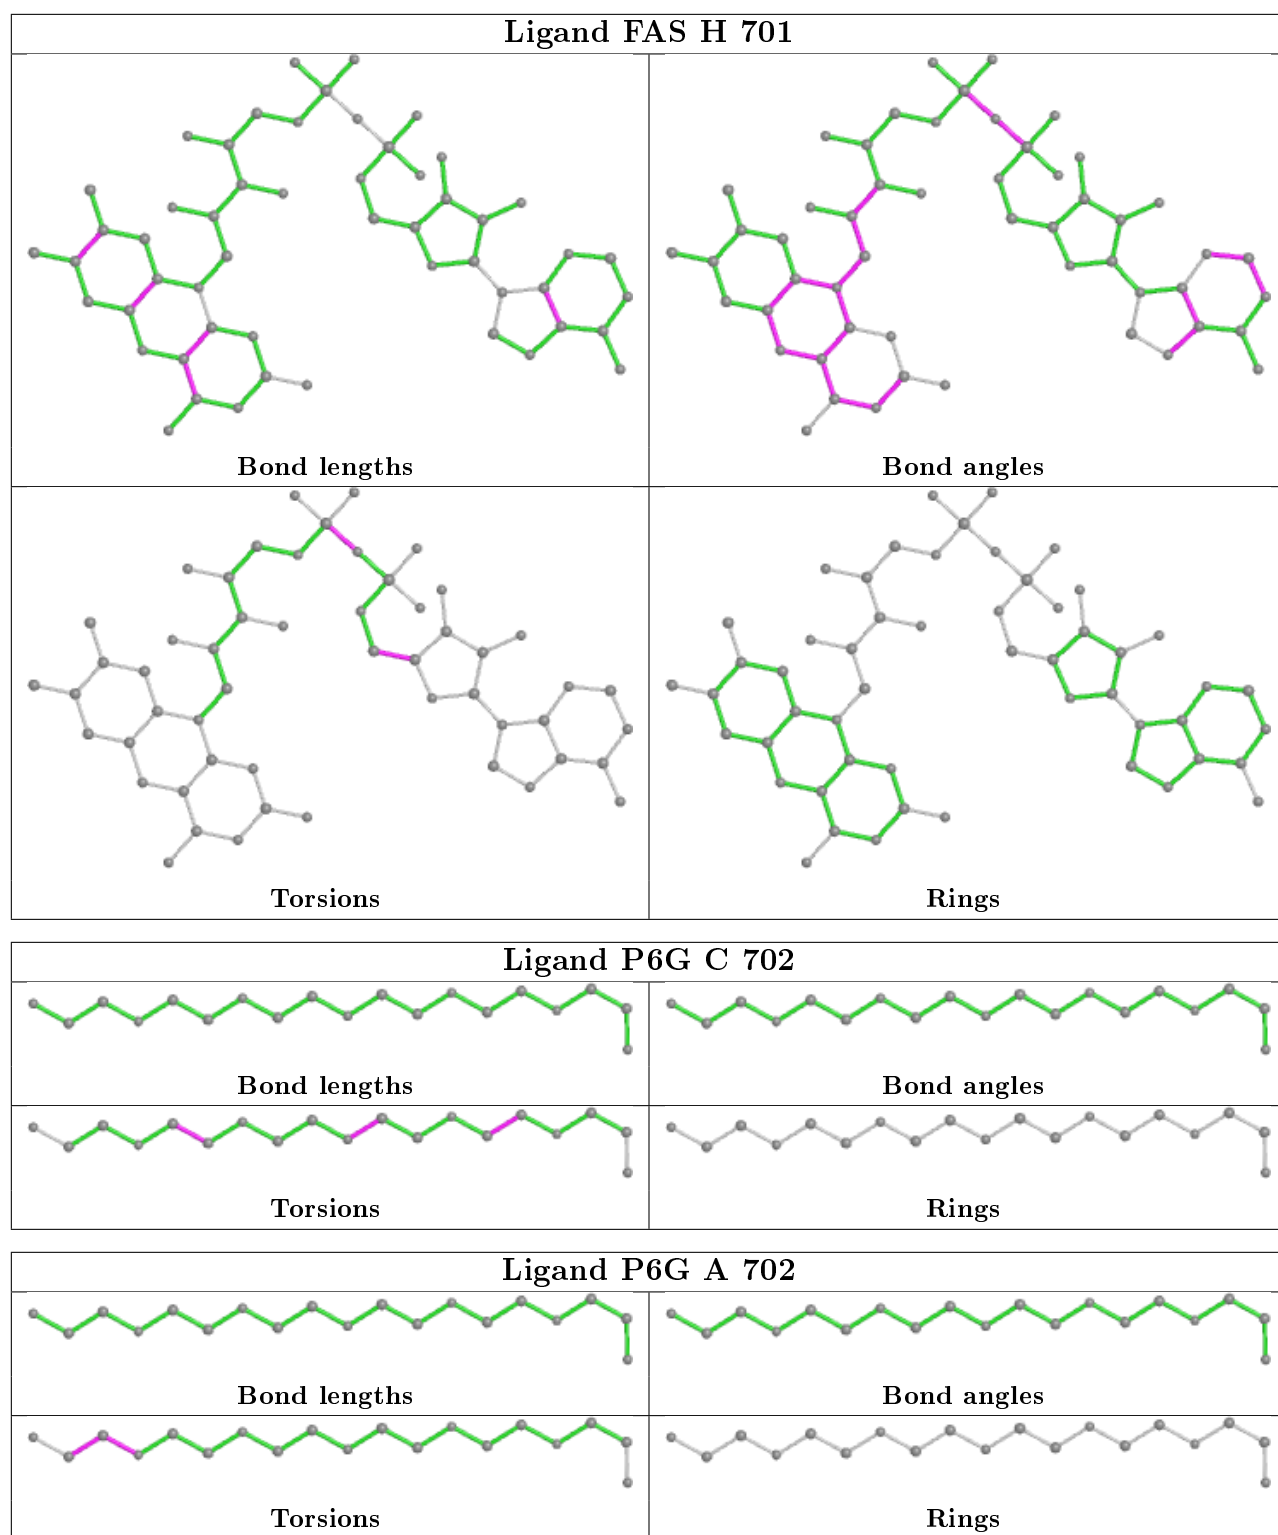 Ligand FAS H 701
Bond lengths
Bond angles
Torsions
Rings
Ligand P6G C 702
Bond lengths
Bond angles
Torsions
Rings
Ligand P6G A 702
Bond lengths
Bond angles
Torsions
Rings